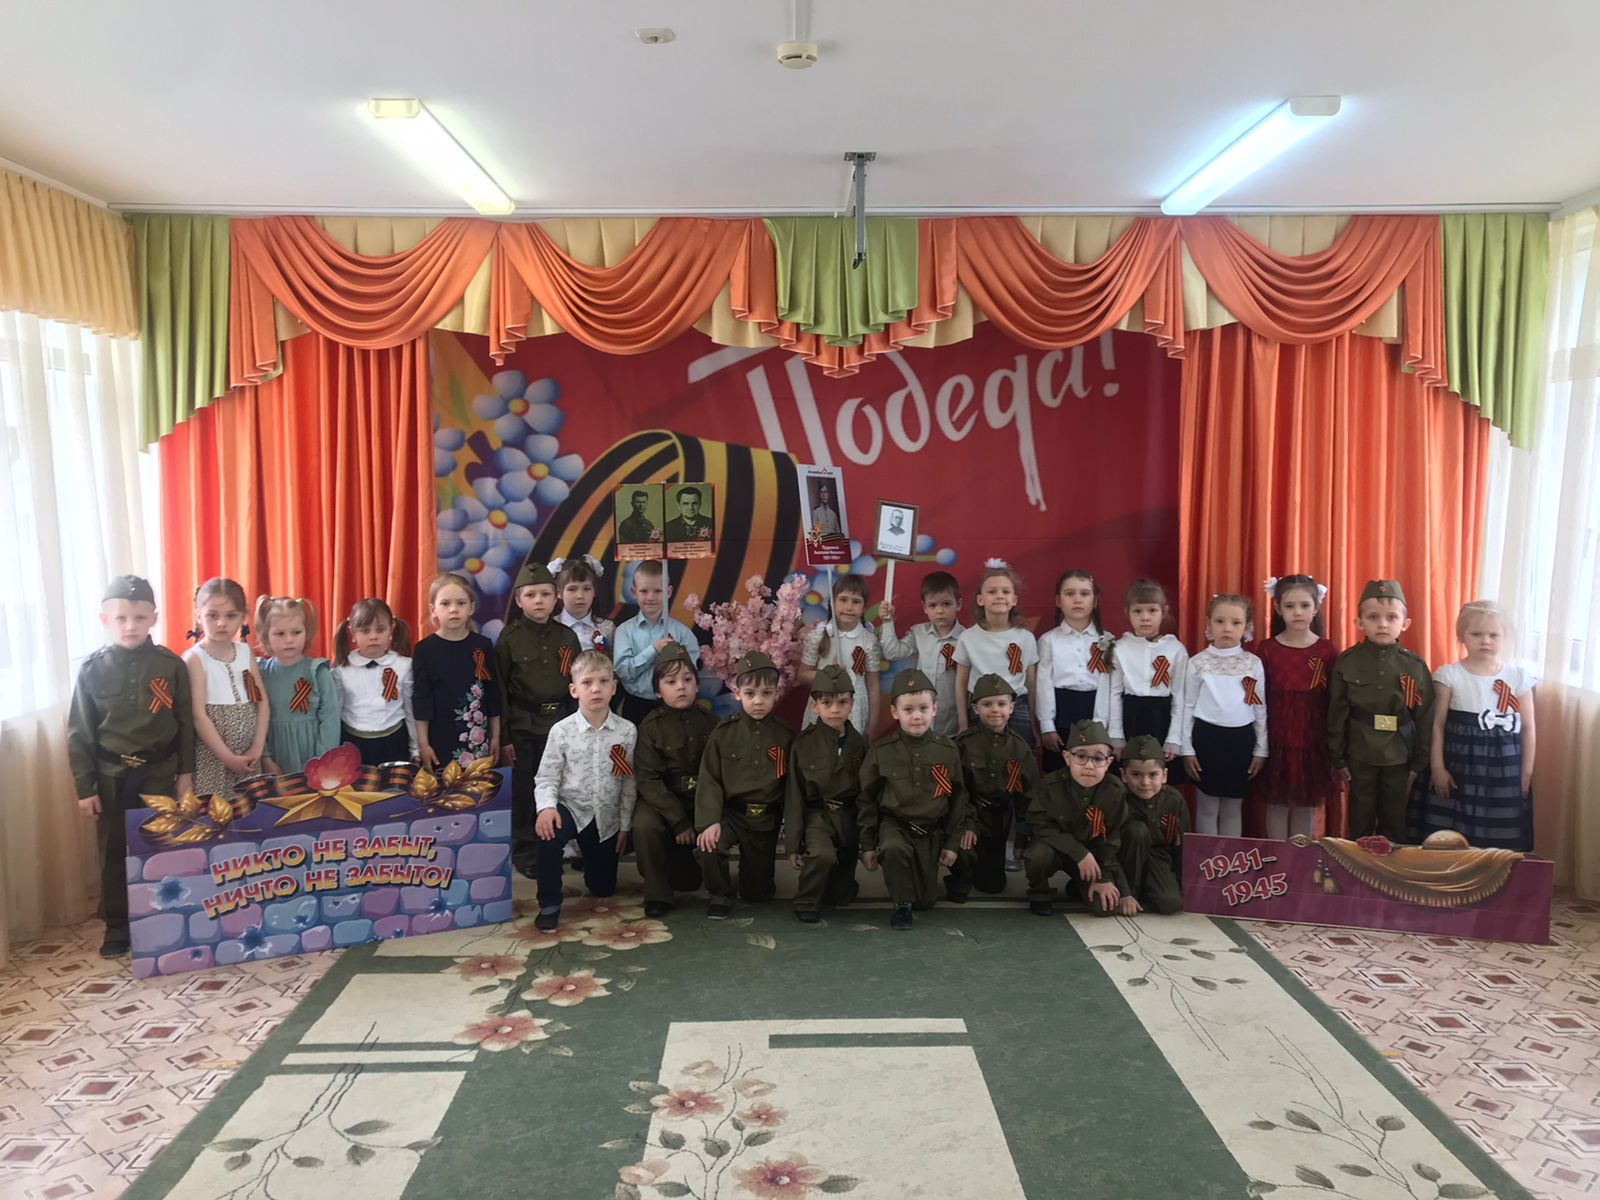 Победа!
НИКТО НЕ ЗАБЫТ,
НИЧТО НЕ ЗАБЫТО!
1941–
1945